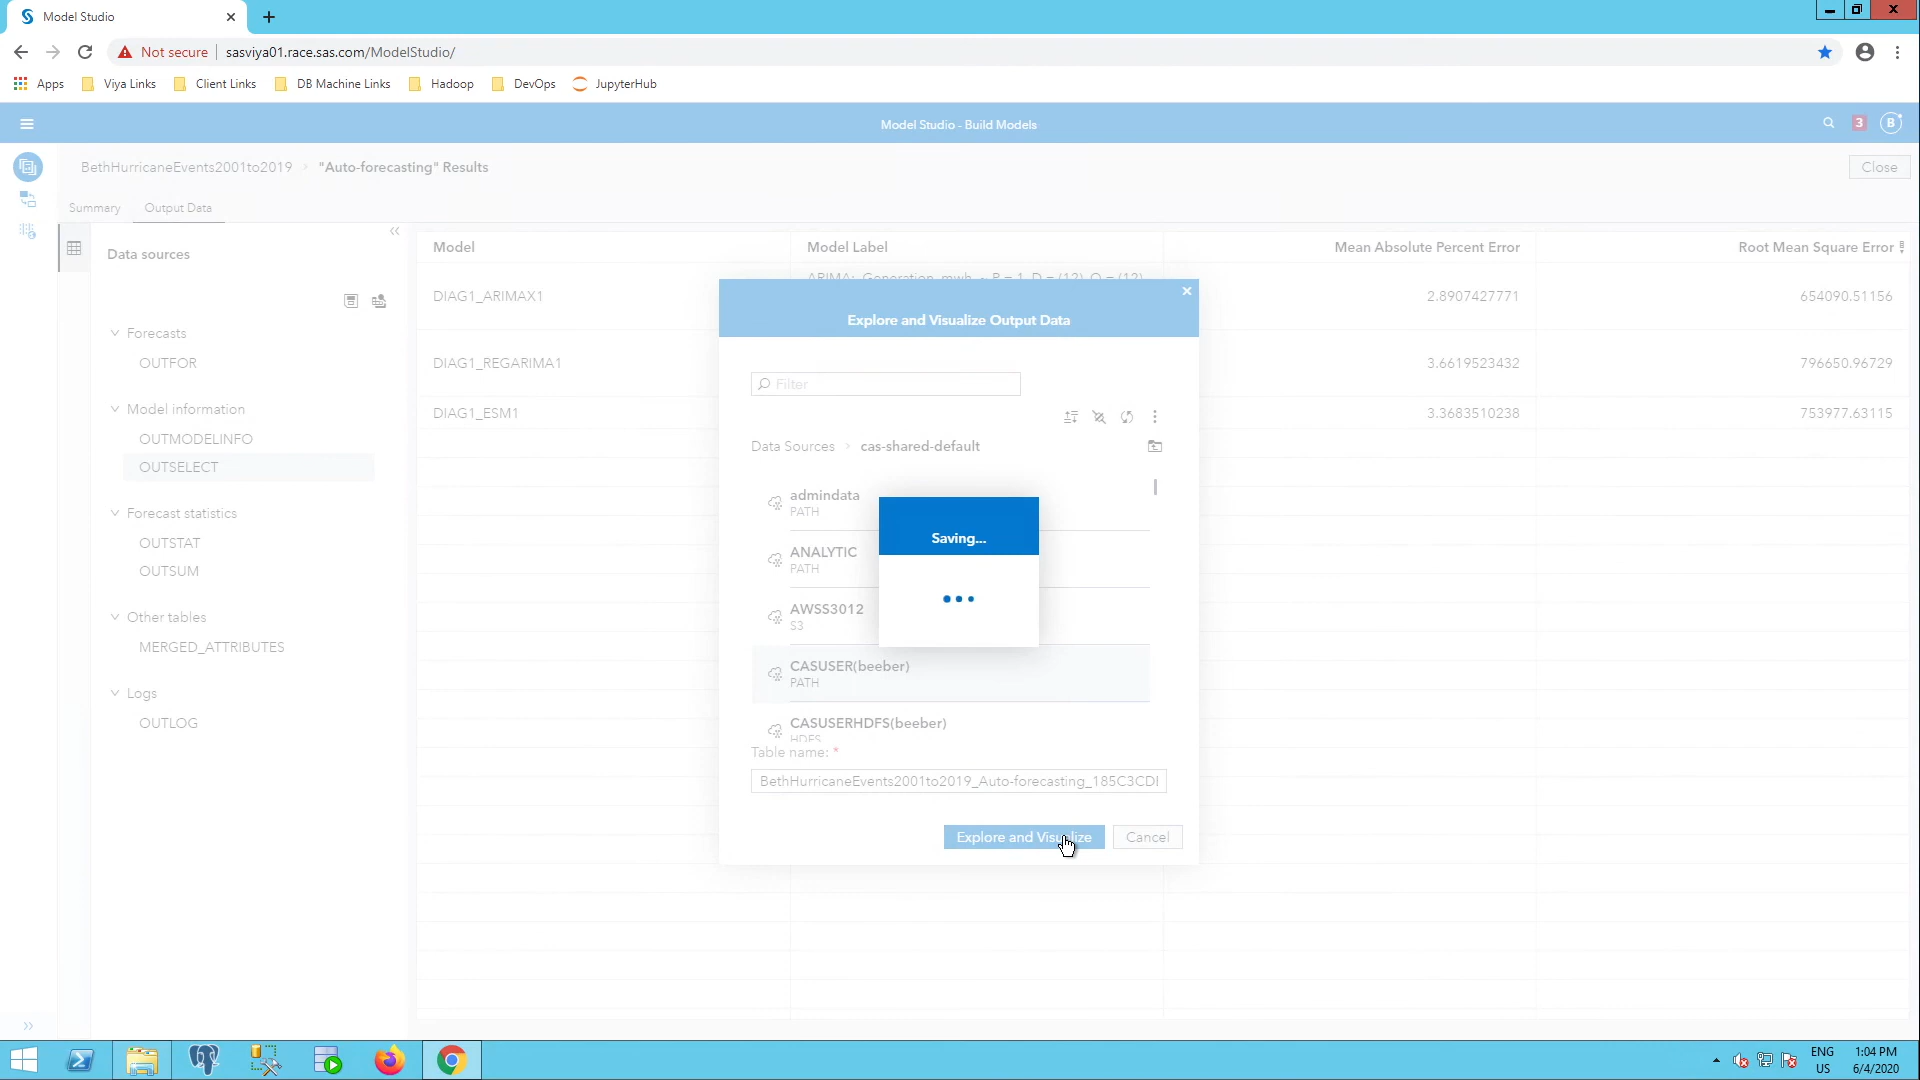 Model Studio
Not secure
sasviya01.race.sas.com/ModelStudio/
Apps
Viya Links
Client Links
DB Machine Links
Hadoop
DevOps
JupyterHub
Model Studio - Build Models
3
B
BethHurricaneEvents2001to2019 > "Auto-forecasting" Results
Close
Summary
Output Data
Data sources
Forecasts
OUTFOR
Model information
OUTMODELINFO
OUTSELECT
Forecast statistics
OUTSTAT
OUTSUM
Other tables
MERGED_ATTRIBUTES
Logs
OUTLOG
Model
Model Label
Mean Absolute Percent Error
Root Mean Square Error
ARIMA: Generation_mwh ~ P = 1 D = (12) Q = (12)
DIAG1_ARIMAX1
2.8907427771
654090.51156
DIAG1_REGARIMA1
3.6619523432
796650.96729
DIAG1_ESM1
3.3683510238
753977.63115
Explore and Visualize Output Data
Filter
Data Sources > cas-shared-default
admindata
PATH
ANALYTIC
PATH
AWSS3012
S3
CASUSER(beeber)
PATH
CASUSERHDFS(beeber)
HDFS
Saving...
Table name: *
BethHurricaneEvents2001to2019_Auto-forecasting_185C3CDI
Explore and Visualize
Cancel
ENG
US
1:04 PM
6/4/2020